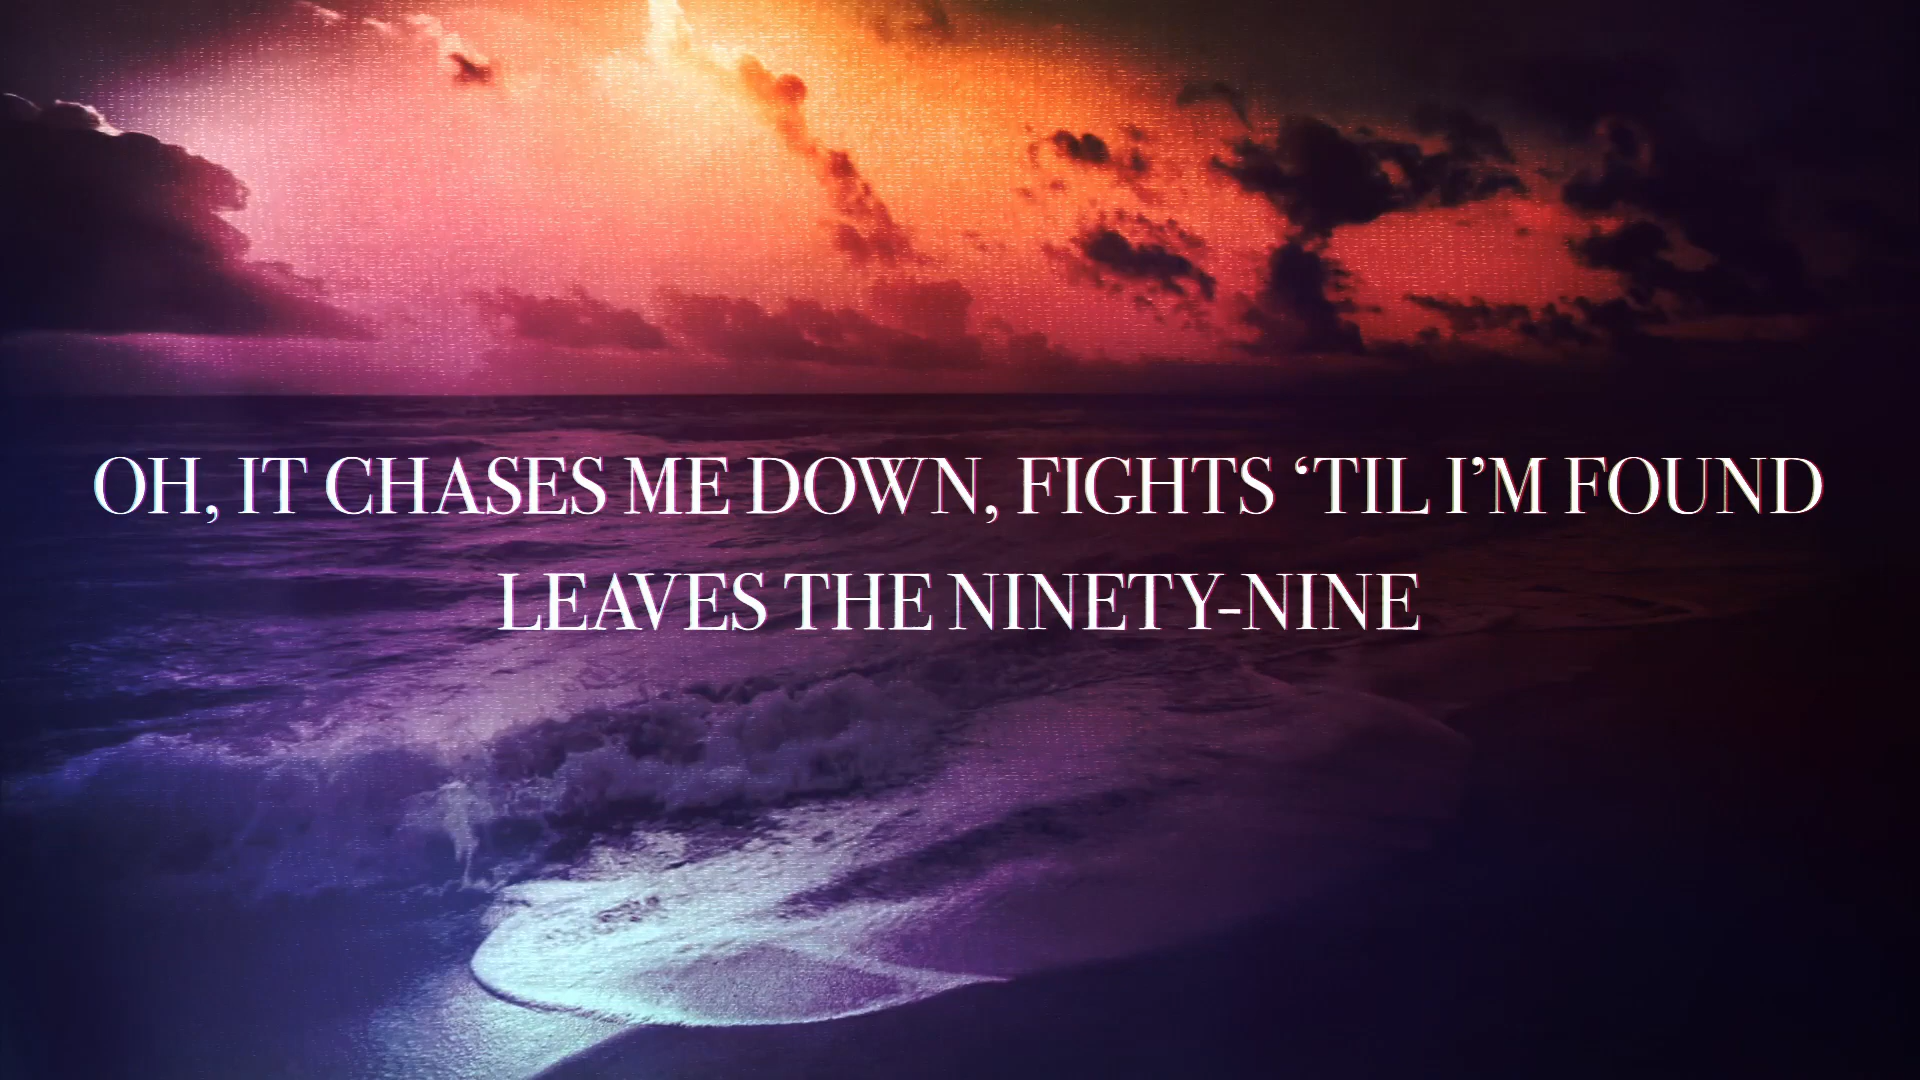 OH, IT CHASES ME DOWN, FIGHTS ‘TIL I’M FOUND
LEAVES THE NINETY-NINE